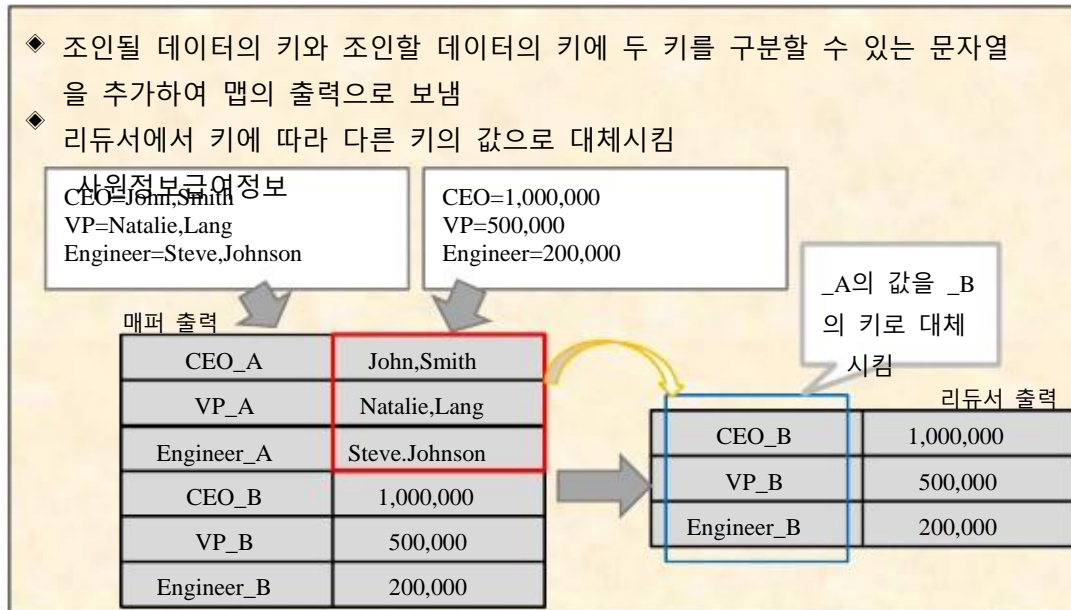 ◈ 조인될 데이터의 키와 조인할 데이터의 키에 두 키를 구분할 수 있는 문자열
을 추가하여 맵의 출력으로 보냄
◈ 리듀서에서 키에 따라 다른 키의 값으로 대체시킴
사원정보급여정보
CEO=John,Smith
VP=Natalie,Lang
Engineer=Steve,Johnson
CEO=1,000,000
VP=500,000
Engineer=200,000
_A의 값을 _B
의 키로 대체
시킴
매퍼 출력
CEO_A John,Smith
VP_A Natalie,Lang
Engineer_A Steve.Johnson
CEO_B 1,000,000
VP_B 500,000
Engineer_B 200,000
리듀서 출력
CEO_B 1,000,000
VP_B 500,000
Engineer_B 200,000